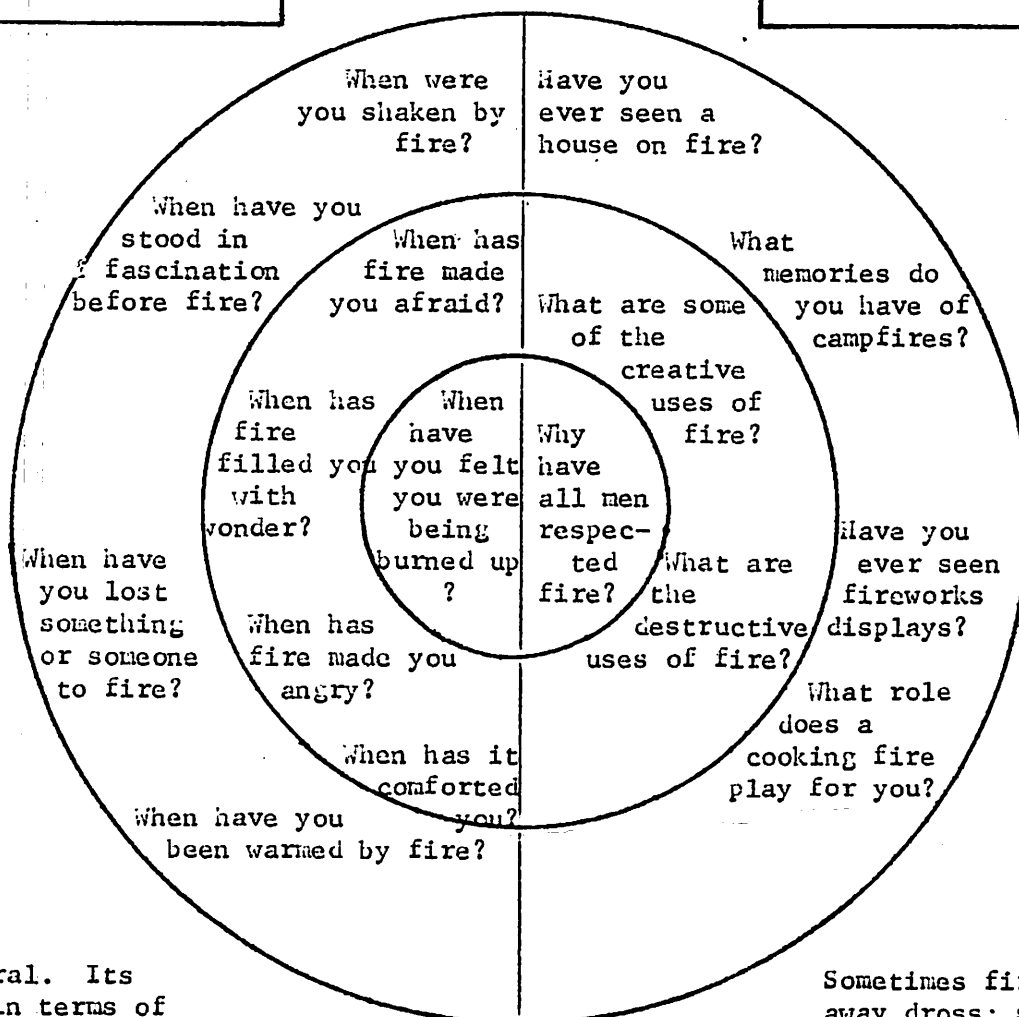 When were
you shaken by
fire?
Have you
ever seen a
house on fire?
When have you
stood in
fascination
before fire?
When has
fire made
you afraid?
What are some
of the
creative
uses of
fire?
What
memories do
you have of
campfires?
When has
fire
filled you
with
wonder?
When
have
you felt
you were
being
burned up
?
Why
have
all men
respec-
ted
fire?
What are
the
destructive
uses of fire?
Have you
ever seen
fireworks
displays?
When have
you lost
something
or someone
to fire?
When has
fire made you
angry?
What role
does a
cooking fire
play for you?
When has it
comforted
you?
When have you
been warmed by fire?
ral. Its
in terms of
Sometimes fi
away dross;